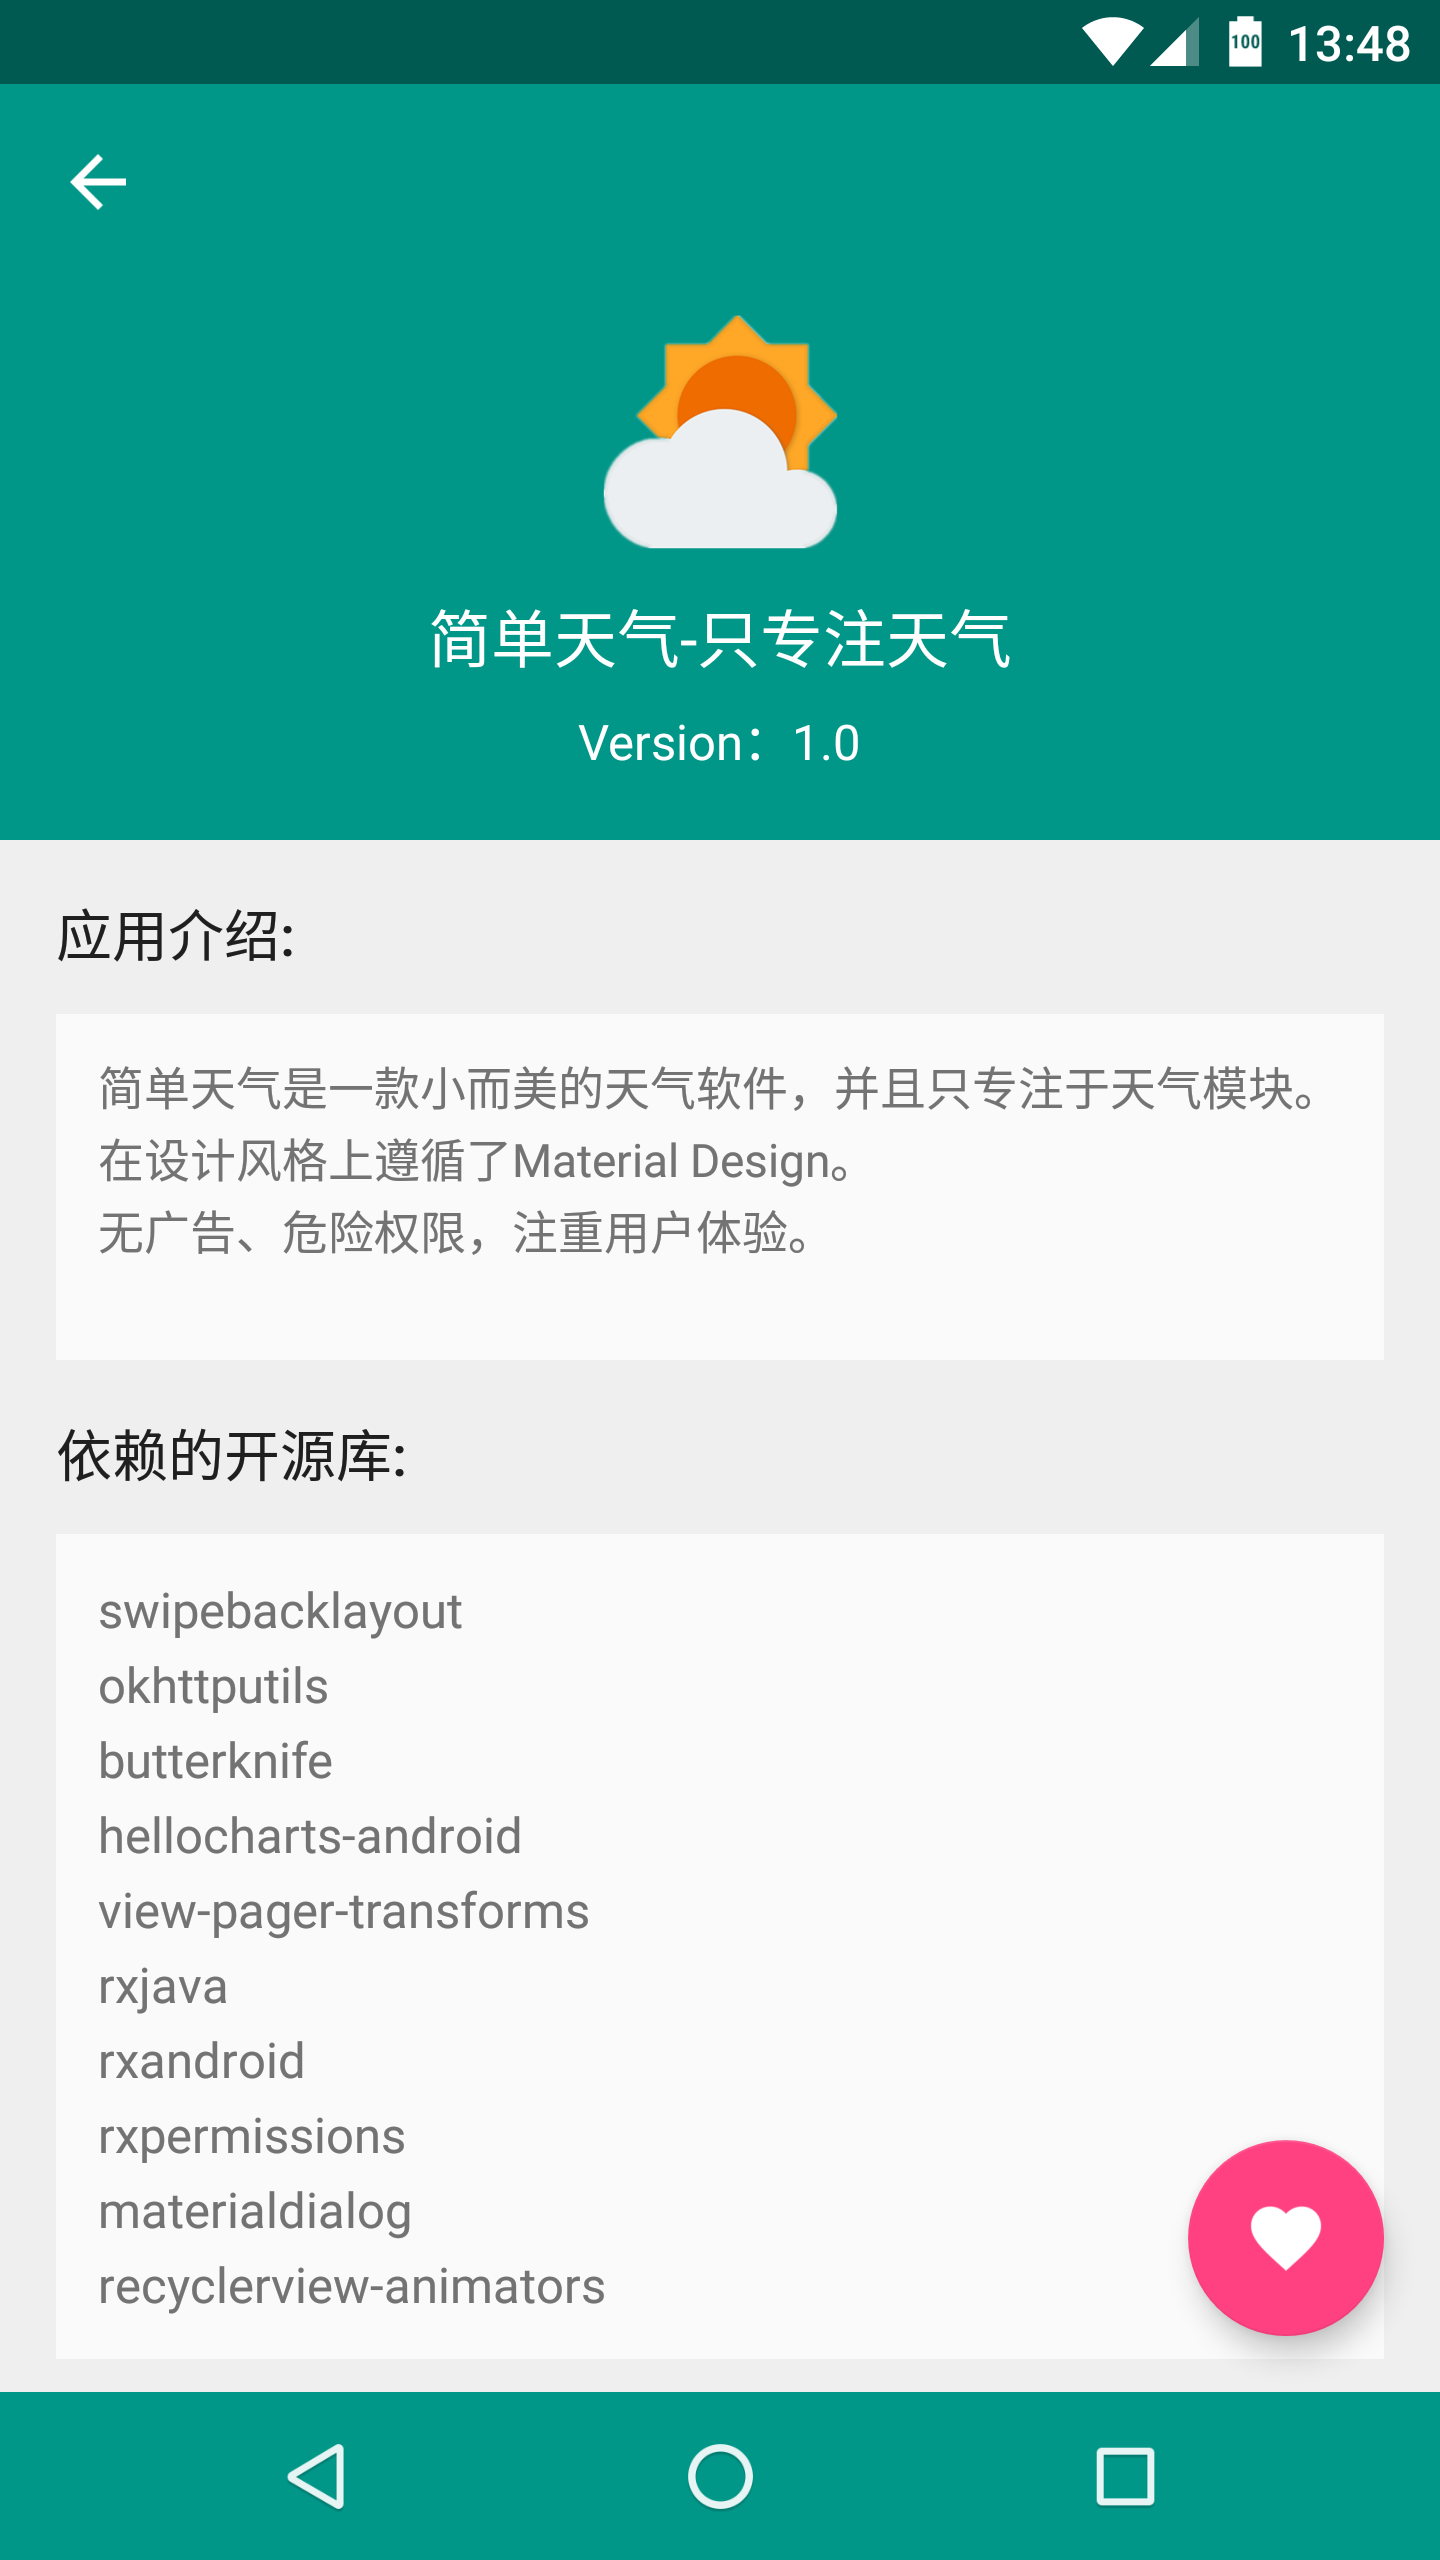 100 13:48
简单天气-只专注天气
Version：1.0
应用介绍:
简单天气是一款小而美的天气软件，并且只专注于天气模块。
在设计风格上遵循了Material Design。
无广告、危险权限，注重用户体验。
依赖的开源库:
swipebacklayout
okhttputils
butterknife
hellocharts-android
view-pager-transforms
rxjava
rxandroid
rxpermissions
materialdialog
recyclerview-animators